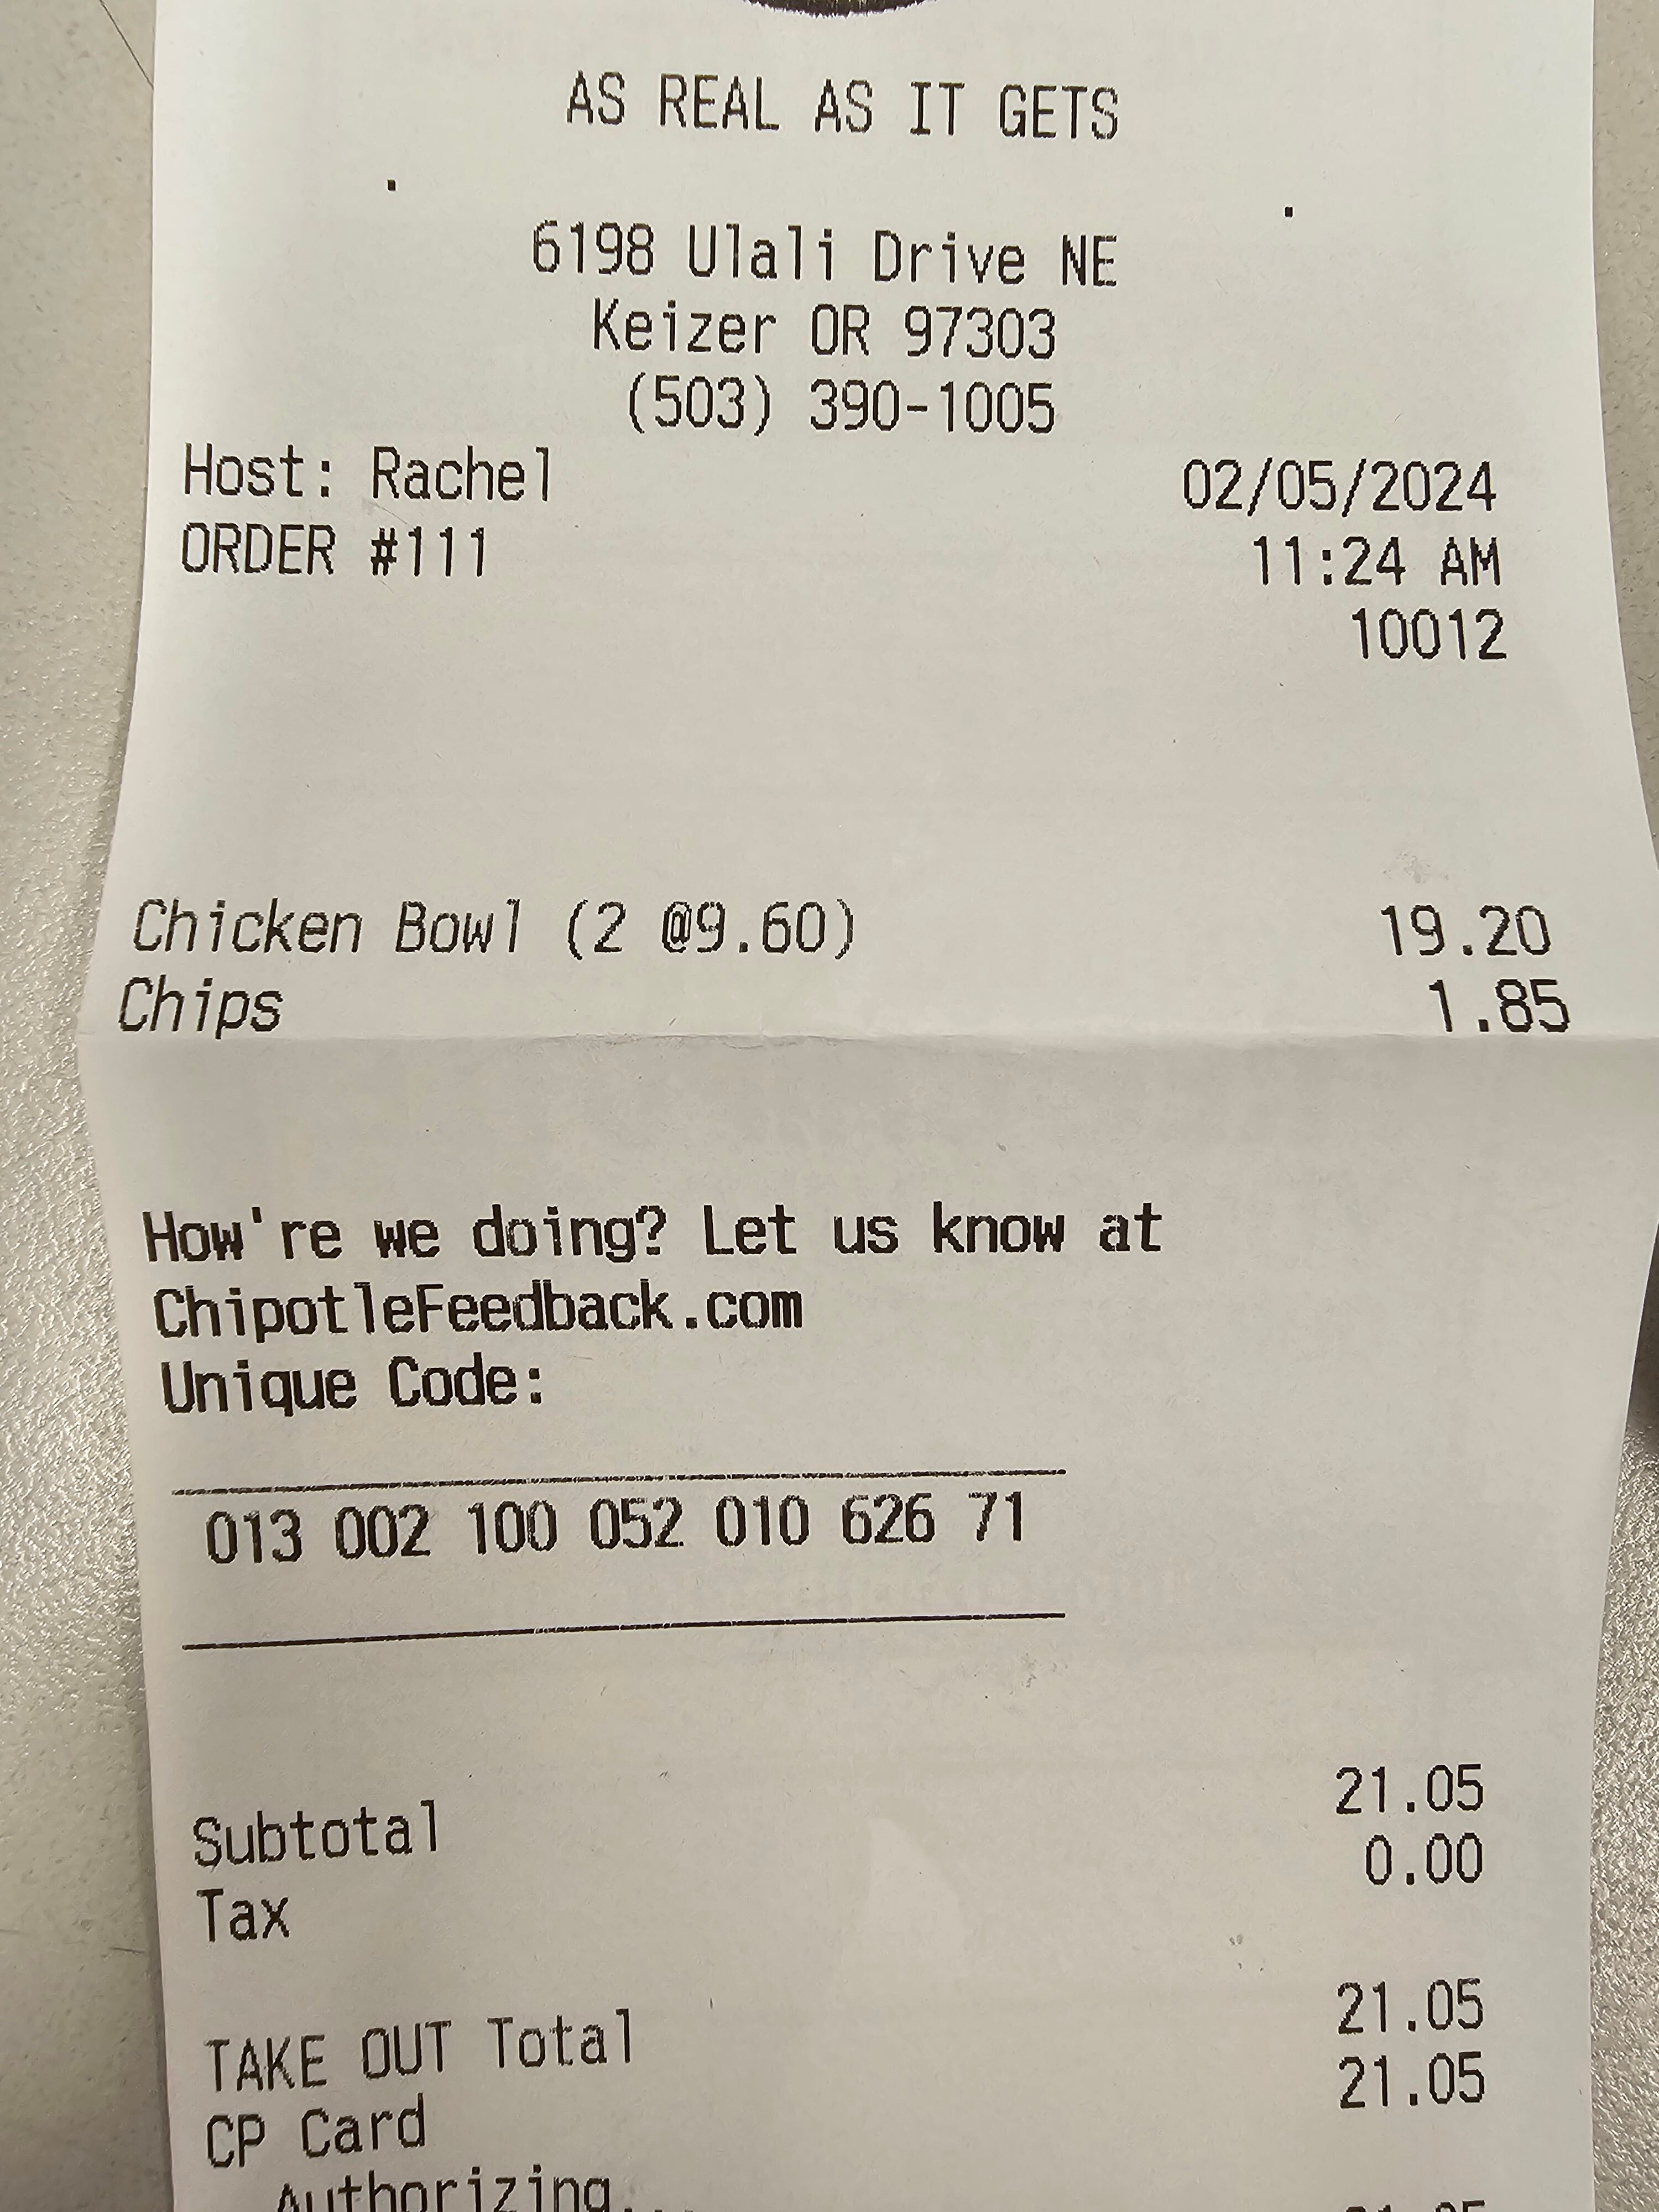 AS REAL AS IT GETS
6198 Ulali Drive NE
Keizer OR 97303
(503) 390-1005
Host: Rachel 02/05/2024
ORDER #111 11:24 AM
10012
Chicken Bowl (2 @9.60) 19.20
Chips 1.85
How're we doing? Let us know at
ChipotleFeedback.com
Unique Code:
013 002 100 052 010 626 71
Subtotal 21.05
Tax 0.00
TAKE OUT Total 21.05
CP Card 21.05
Authorizing...